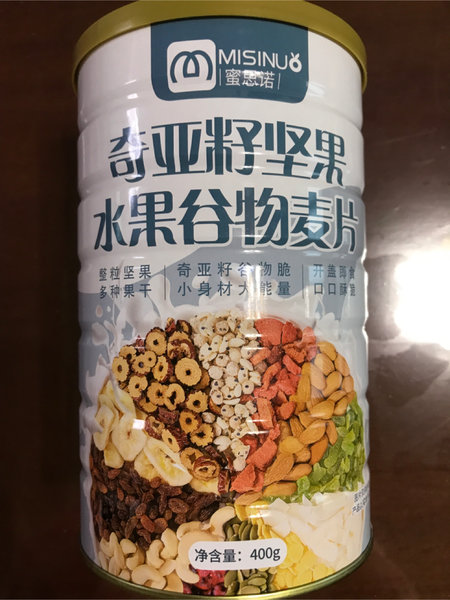 MISINUO
蜜思诺
奇亚籽坚果
水果谷物麦片
整粒坚果 奇亚籽谷物脆 开盖即食
多种果干 小身材大能量 口口酥脆
净含量：400g